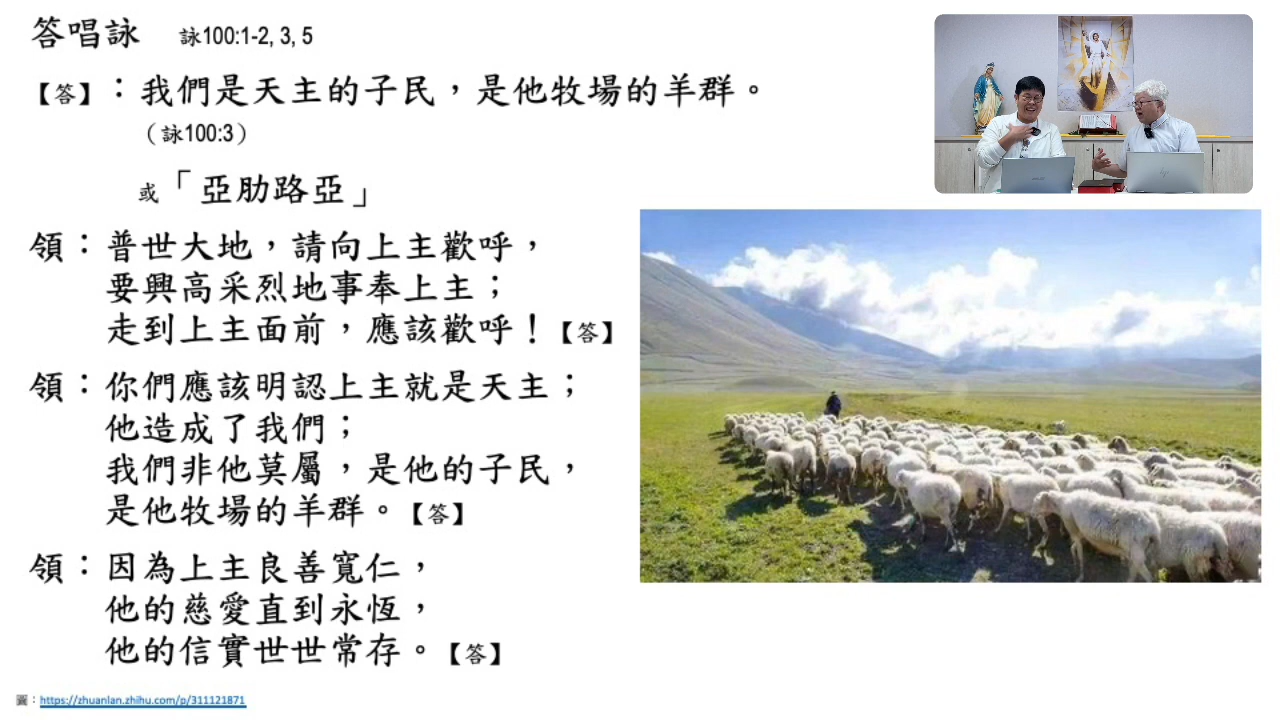 答唱詠 詠100:1-2, 3, 5
【答】：我們是天主的子民，是他牧場的羊群。
（詠100:3）
或「亞肋路亞」
領：普世大地，請向上主歡呼，
要興高采烈地事奉上主；
走到上主面前，應該歡呼！【答】
領：你們應該明認上主就是天主；
他造成了我們；
我們非他莫屬，是他的子民，
是他牧場的羊群。【答】
領：因為上主良善寬仁，
他的慈愛直到永恆，
他的信實世世常存。【答】
圖：https://zhuanlan.zhihu.com/p/311121871